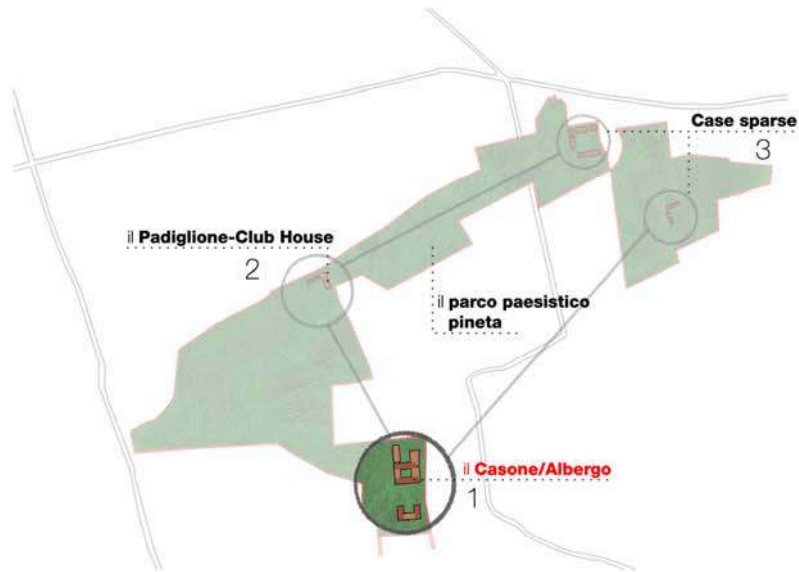 Case sparse
3
il Padiglione-Club House
2
il parco paesistico
pineta
il Casone/Albergo
1